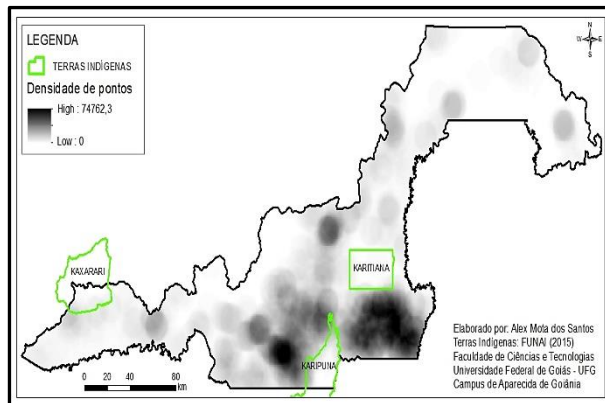 LEGENDA
TERRAS INDÍGENAS
Densidade de pontos
High : 74762,3
Low : 0
N
W E
S
KAXARARI
KARITIANA
KARIPUNA
0 20 40 80
km
Elaborado por: Alex Mota dos Santos
Terras Indígenas: FUNAI (2015)
Faculdade de Ciências e Tecnologias
Universidade Federal de Goiás - UFG
Campus de Aparecida de Goiânia